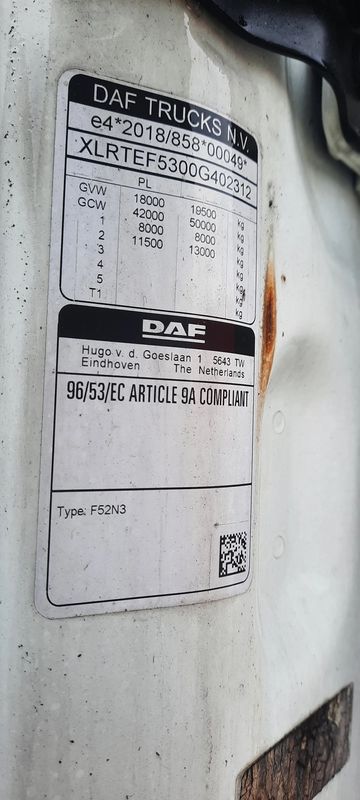 DAF TRUCKS N.V.
e4*2018/858*00049*
XLRTEF5300G402312
PL
GVW 18000 19500 kg
GCW 42000 50000 kg
1 8000 8000 kg
2 11500 13000 kg
3 kg
4 kg
5 kg
T1 kg
DAF
Hugo v. d. Goeslaan 1 5643 TW
Eindhoven The Netherlands
96/53/EC ARTICLE 9A COMPLIANT
Type: F52N3